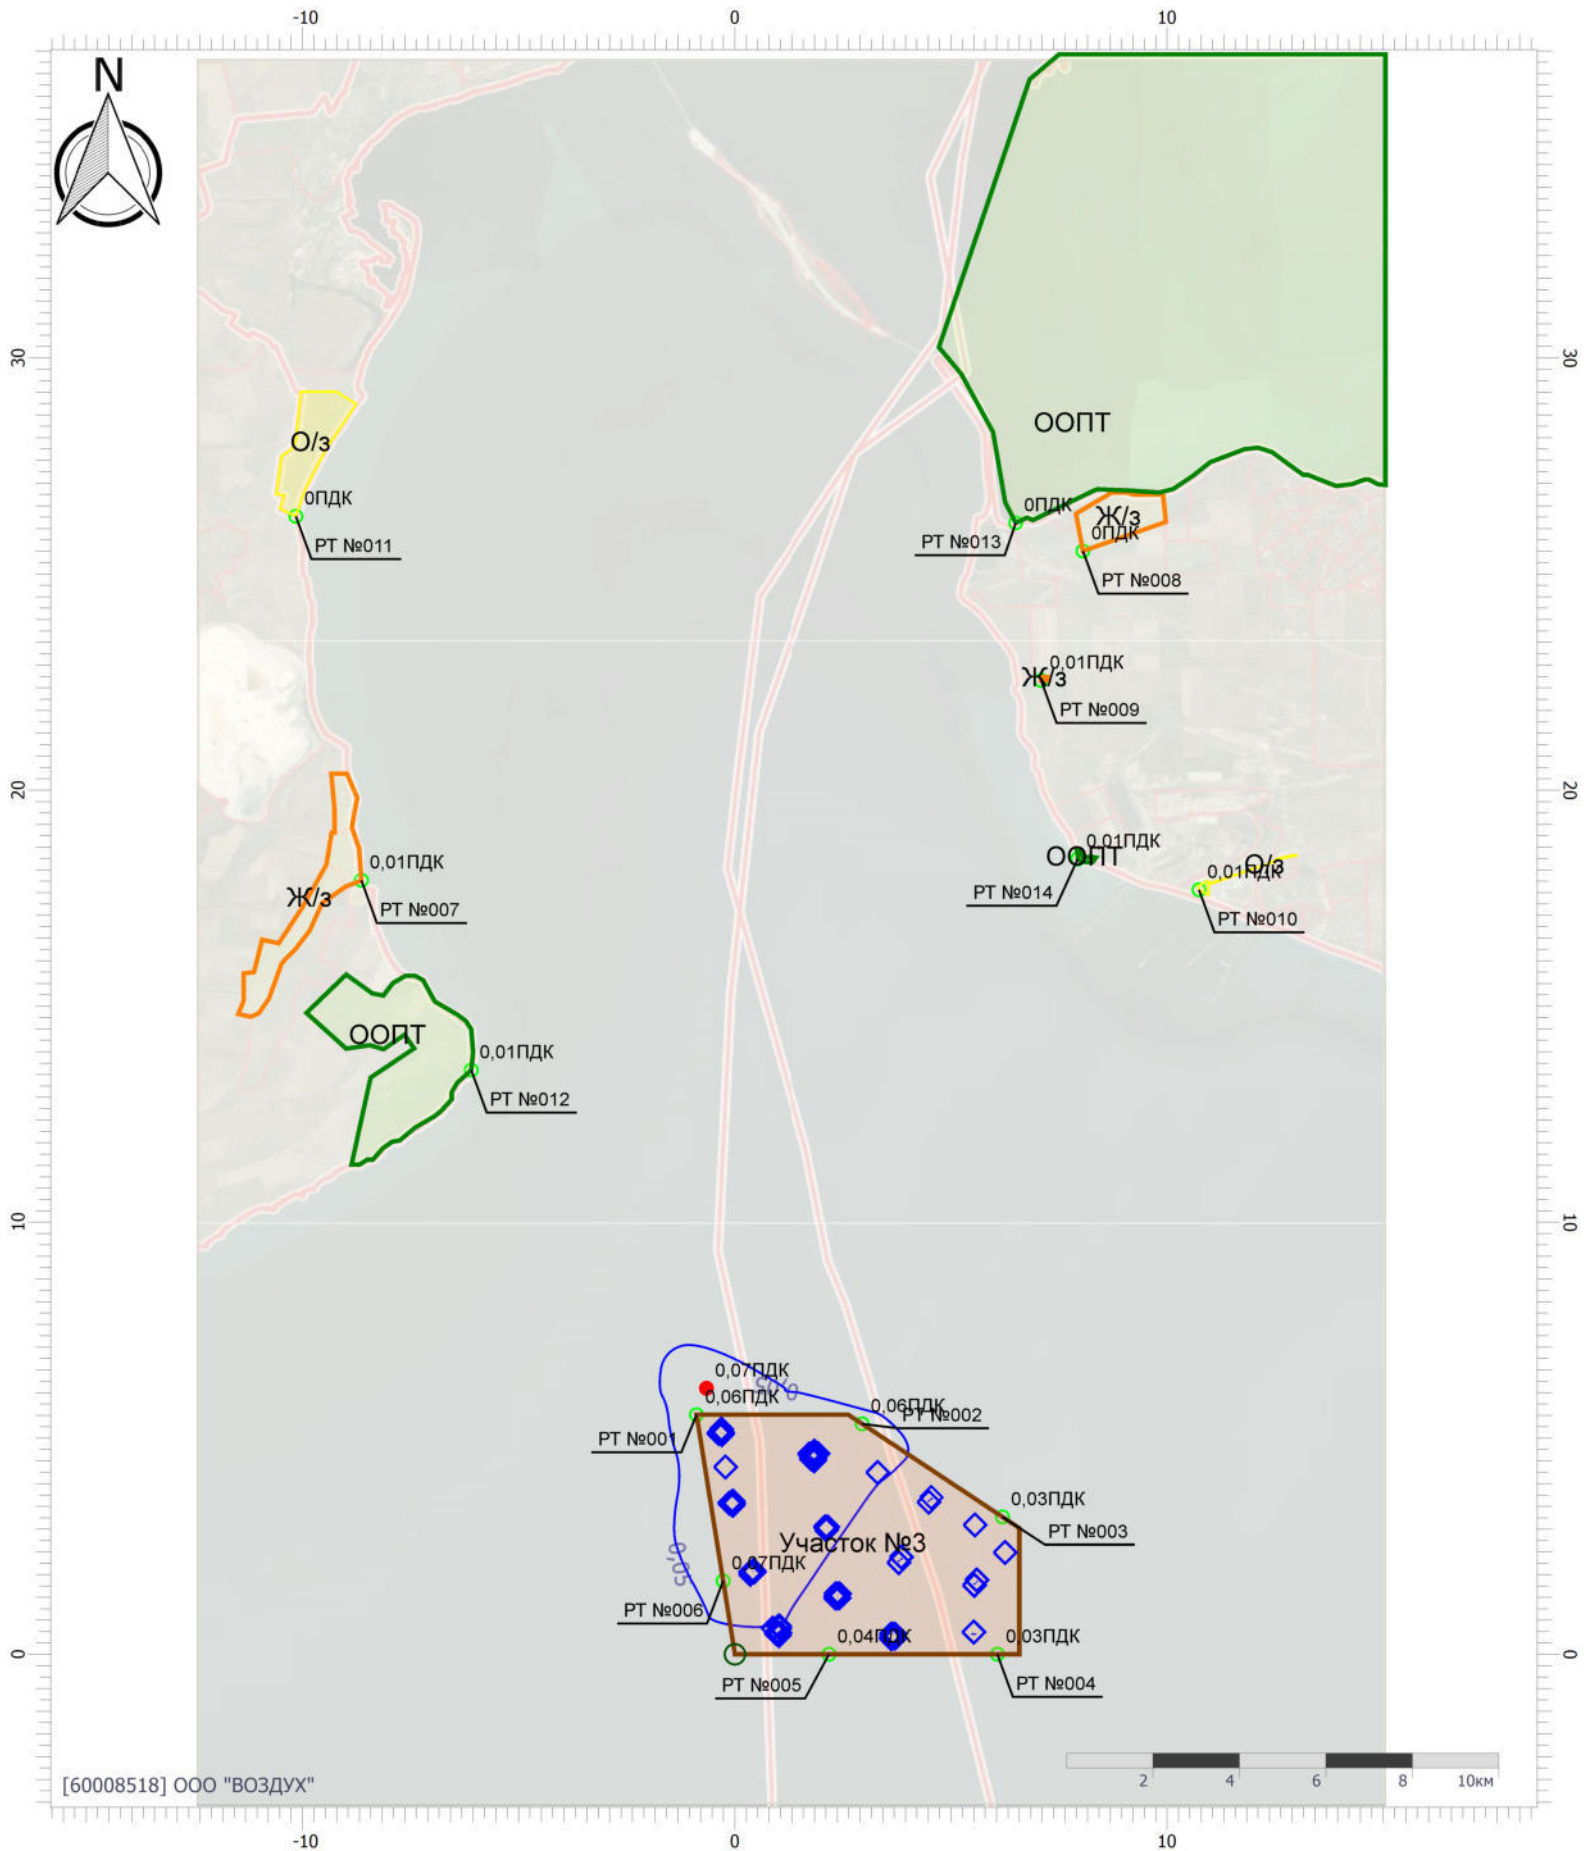 -10 0 10
N
30 30
ООПТ
О/з
0ПДК
РТ №011
0ПДК
РТ №013
Ж/з
0ПДК
РТ №008
0,01ПДК
Ж/з
РТ №009
20 20
0,01ПДК
ООПТ
РТ №014
О/з
0,01ПДК
РТ №010
0,01ПДК
Ж/з
РТ №007
ООПТ
0,01ПДК
РТ №012
10 10
0,07ПДК
0,05
0,06ПДК
РТ №001
0,06ПДК
РТ №002
0,03ПДК
РТ №003
Участок №3
0,05
0,07ПДК
РТ №006
0,04ПДК
РТ №005
0,03ПДК
РТ №004
0 0
2 4 6 8 10км
[60008518] ООО "ВОЗДУХ"
-10 0 10